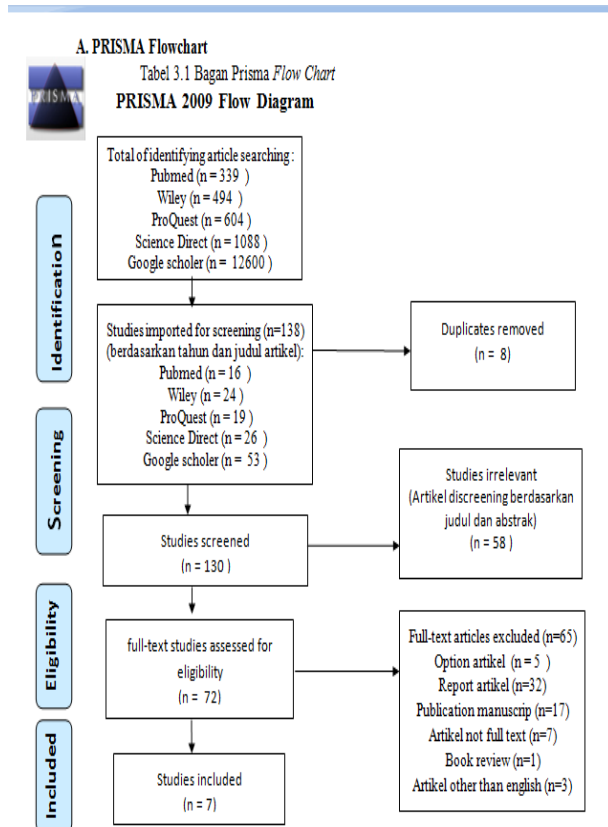 A. PRISMA Flowchart
Tabel 3.1 Bagan Prisma Flow Chart
PRISMA
PRISMA 2009 Flow Diagram
Identification
Total of identifying article searching :
Pubmed (n = 339 )
Wiley (n = 494 )
ProQuest (n = 604 )
Science Direct (n = 1088 )
Google scholer (n = 12600 )
Studies imported for screening (n=138)
(berdasarkan tahun dan judul artikel):
Pubmed (n = 16 )
Wiley (n = 24 )
ProQuest (n = 19 )
Science Direct (n = 26 )
Google scholer (n = 53 )
Duplicates removed
(n = 8)
Screening
Studies screened
(n = 130 )
Studies irrelevant
(Artikel discreening berdasarkan
judul dan abstrak)
(n = 58 )
Eligibility
full-text studies assessed for
eligibility
(n = 72)
Full-text articles excluded (n=65)
Option artikel (n = 5 )
Report artikel (n=32)
Publication manuscrip (n=17)
Artikel not full text (n=7)
Book review (n=1)
Artikel other than english (n=3)
Included
Studies included
(n = 7 )